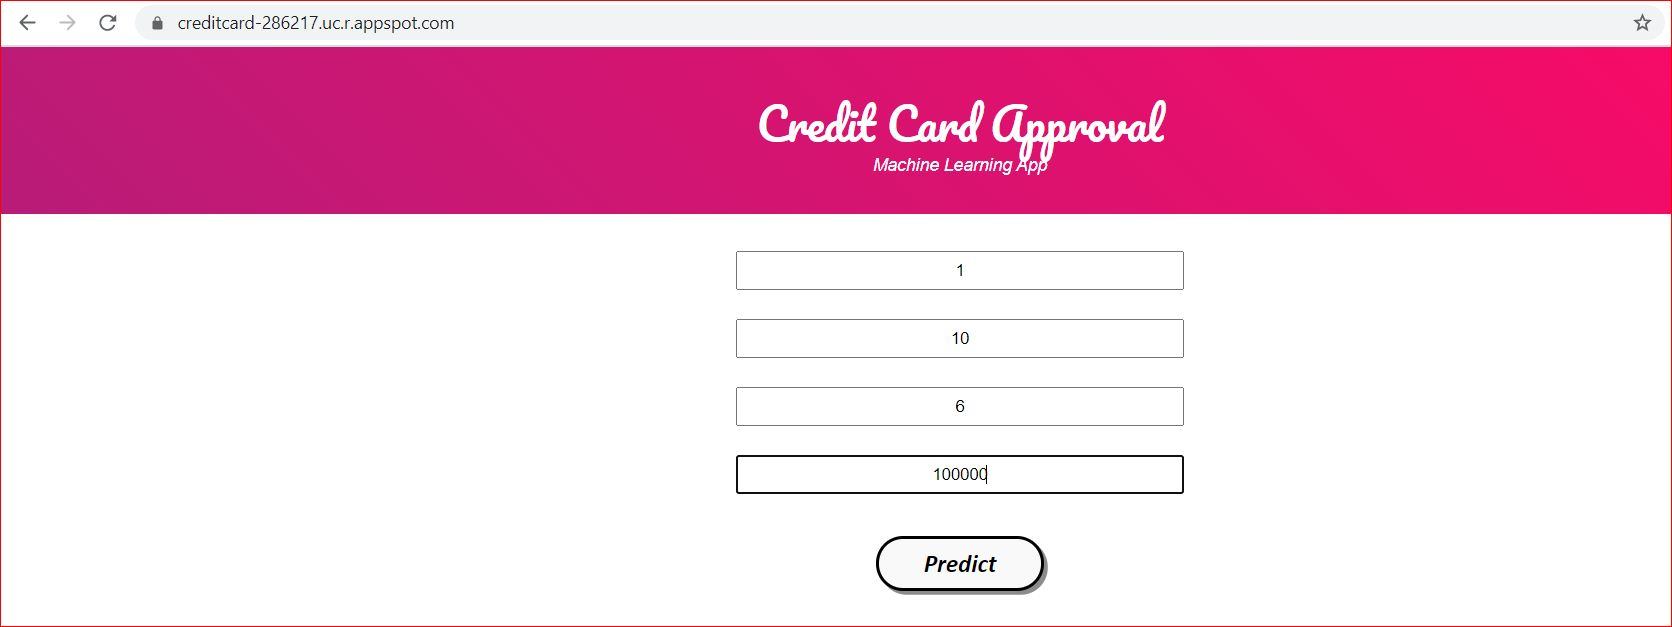 creditcard-286217.uc.r.appspot.com
Credit Card Approval
Machine Learning App
1
10
6
100000
Predict